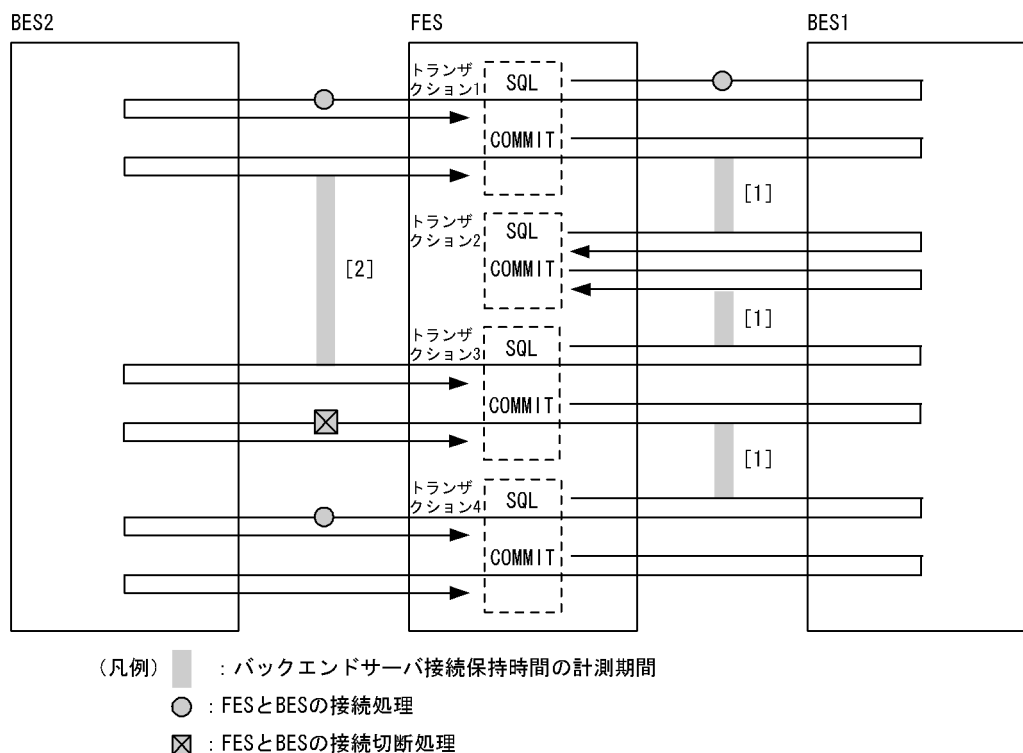 BES2
FES
BES1
トランザ
クション1
SQL
COMMIT
[1]
トランザ
クション2
SQL
COMMIT
[2]
[1]
トランザ
クション3
SQL
COMMIT
[1]
トランザ
クション4
SQL
COMMIT
(凡例) :バックエンドサーバ接続保持時間の計測期間
:FESとBESの接続処理
:FESとBESの接続切断処理